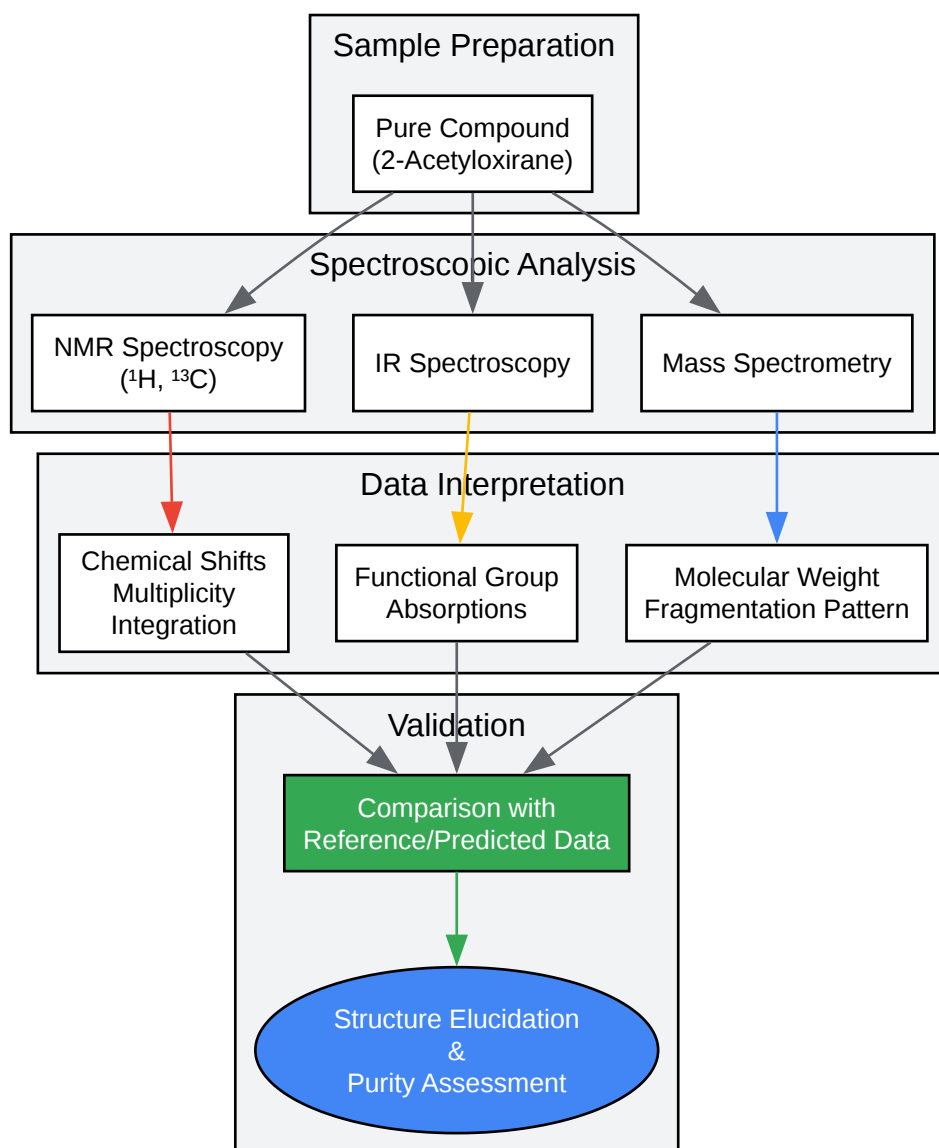 Sample Preparation
Pure Compound
(2-Acetyloxirane)
Spectroscopic Analysis
NMR Spectroscopy
(¹H, ¹³C)
IR Spectroscopy
Mass Spectrometry
Data Interpretation
Chemical Shifts
Multiplicity
Integration
Functional Group
Absorptions
Molecular Weight
Fragmentation Pattern
Validation
Comparison with
Reference/Predicted Data
Structure Elucidation
&
Purity Assessment